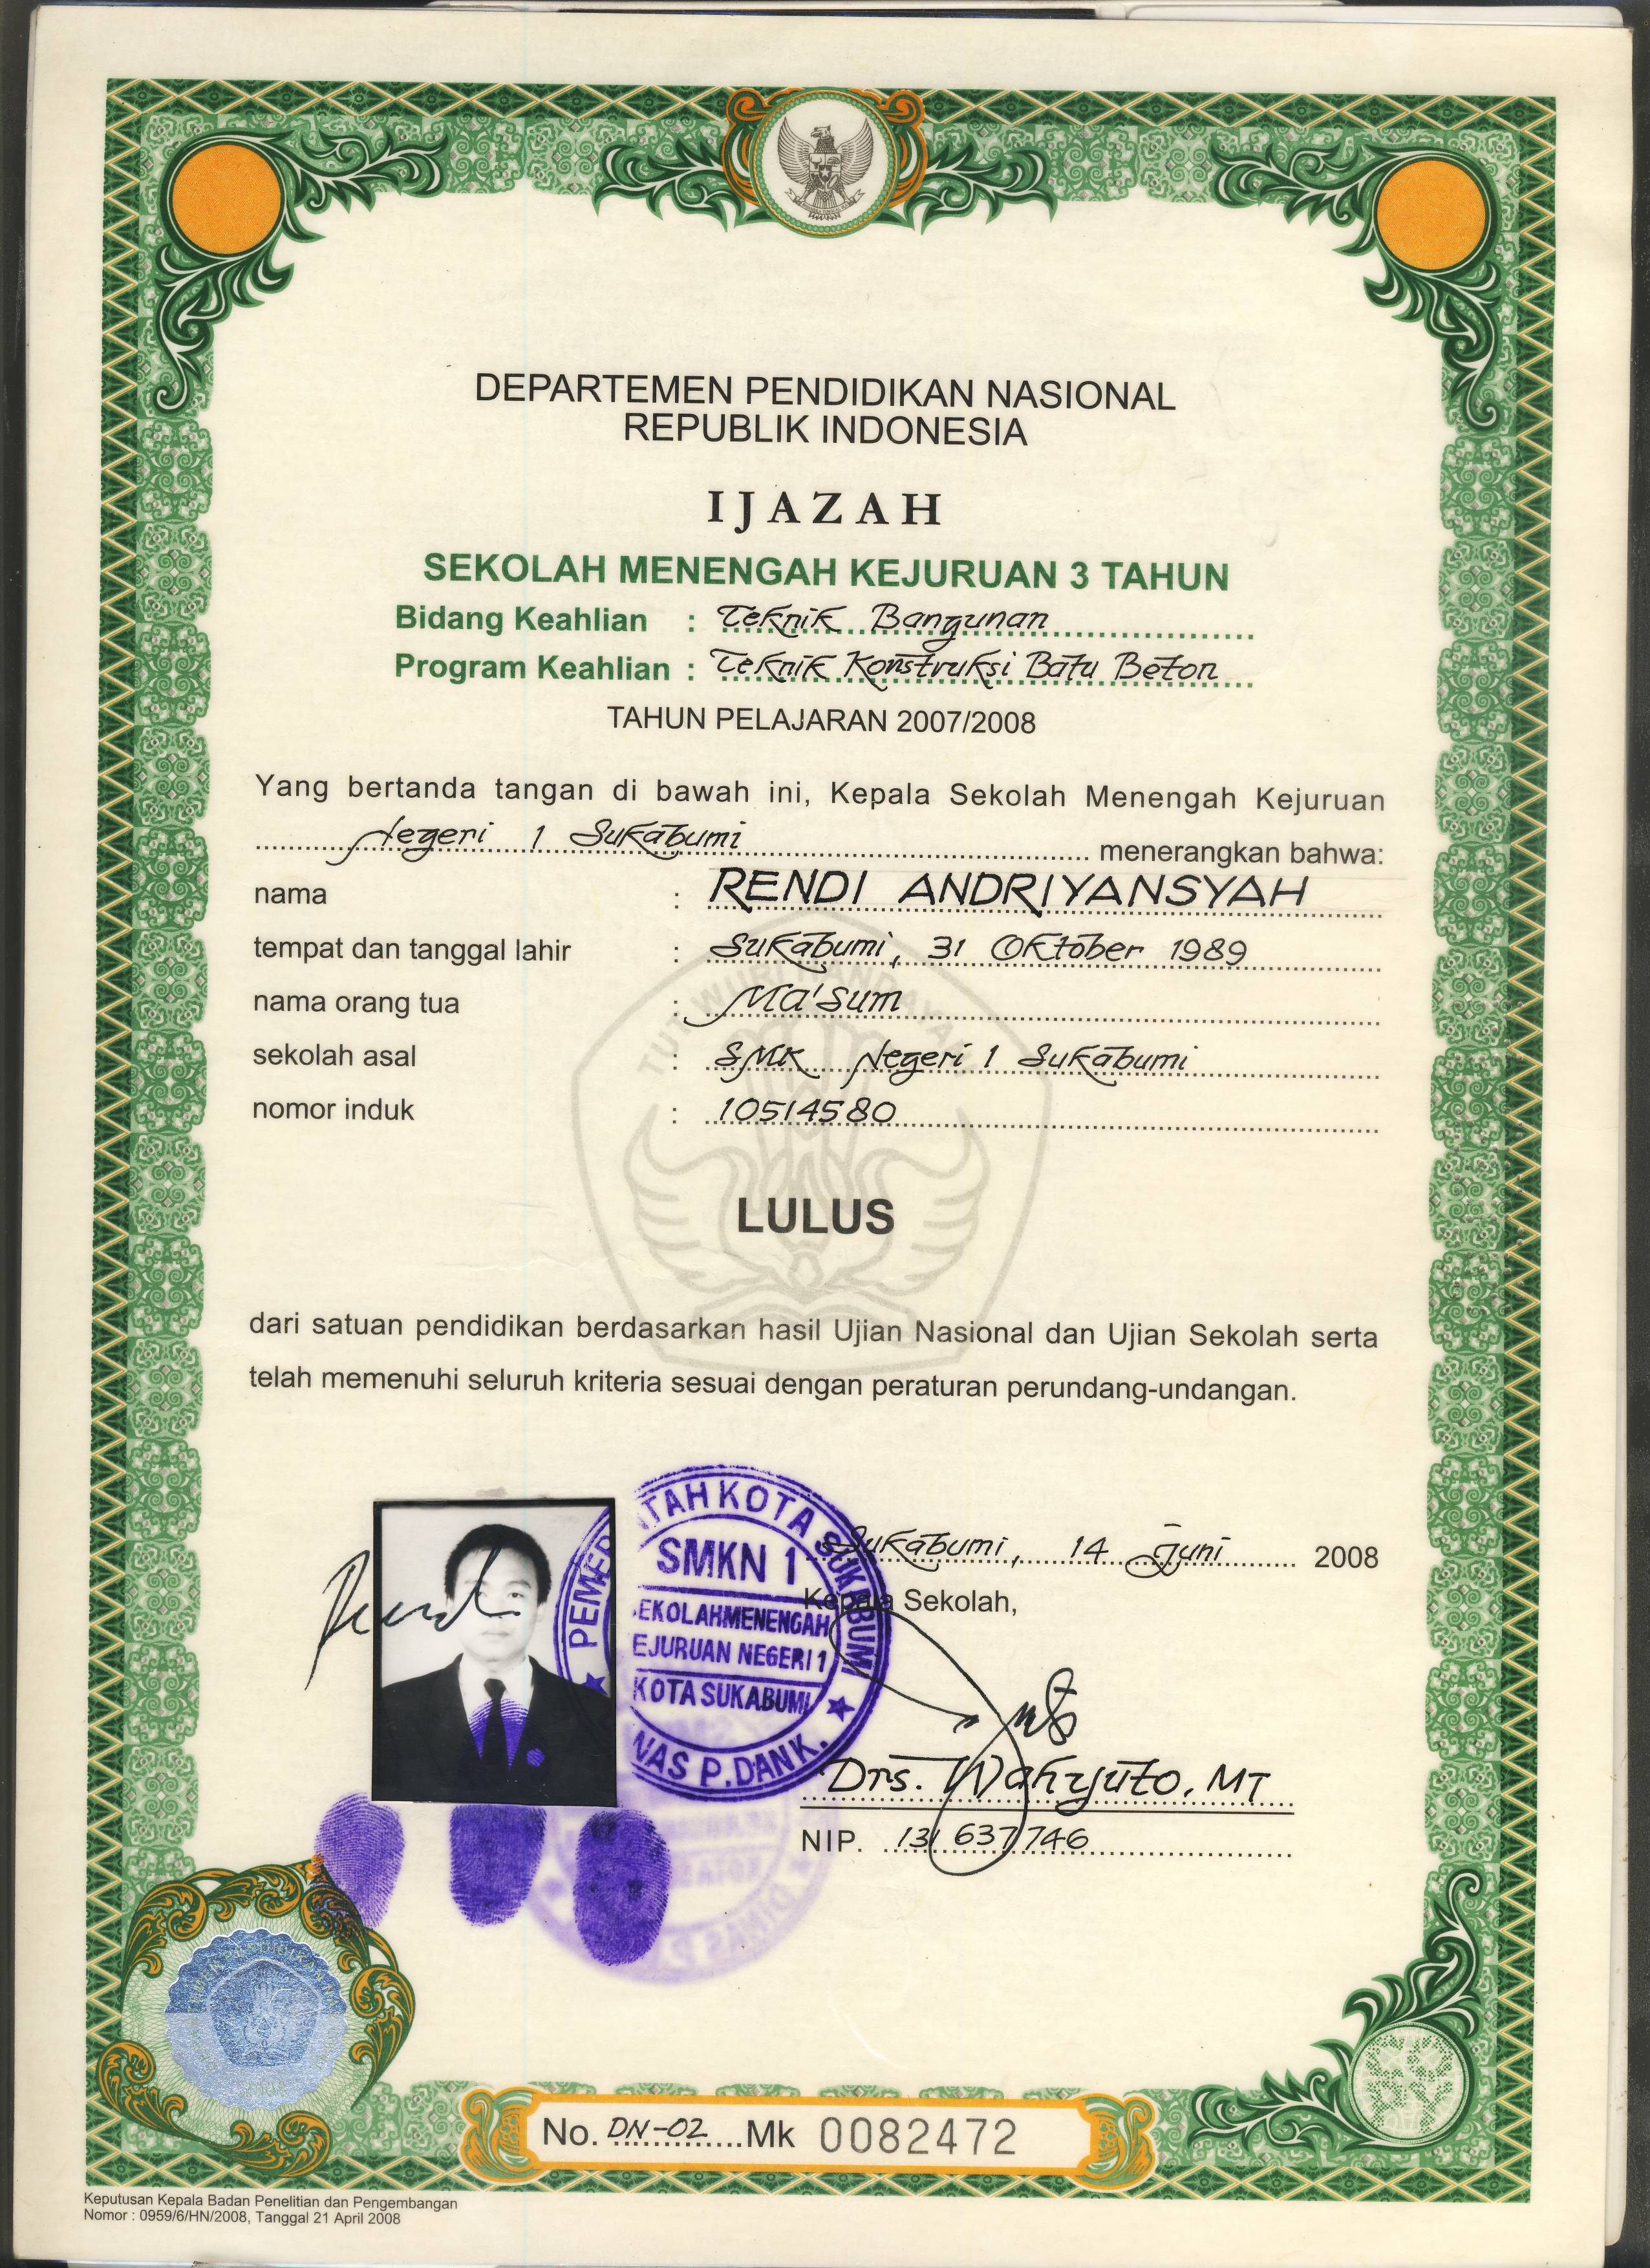 DEPARTEMEN PENDIDIKAN NASIONAL
REPUBLIK INDONESIA
IJAZAH
SEKOLAH MENENGAH KEJURUAN 3 TAHUN
Bidang Keahlian : Teknik Bangunan
Program Keahlian : Teknik Konstruksi Batu Beton
TAHUN PELAJARAN 2007/2008
Yang bertanda tangan di bawah ini, Kepala Sekolah Menengah Kejuruan
Negeri 1 Sukabumi menerangkan bahwa:
nama : RENDI ANDRIYANSYAH
tempat dan tanggal lahir : Sukabumi, 31 Oktober 1989
nama orang tua : Ma'sum
sekolah asal : SMK Negeri 1 Sukabumi
nomor induk : 10514580
TUT WURI HANDAYANI
LULUS
dari satuan pendidikan berdasarkan hasil Ujian Nasional dan Ujian Sekolah serta
telah memenuhi seluruh kriteria sesuai dengan peraturan perundang-undangan.
TAH KOTA SUKABUMI
SMKN 1
EKOLAH MENENGAH
EJURUAN NEGERI 1
KOTA SUKABUMI
NAS P. DAN K.
Sukabumi, 14 Juni 2008
Kepala Sekolah,
Drs. Wahyuto, MT
NIP. 131 637 746
No. DN-02 Mk 0082472
Keputusan Kepala Badan Penelitian dan Pengembangan
Nomor : 0959/6/HN/2008, Tanggal 21 April 2008